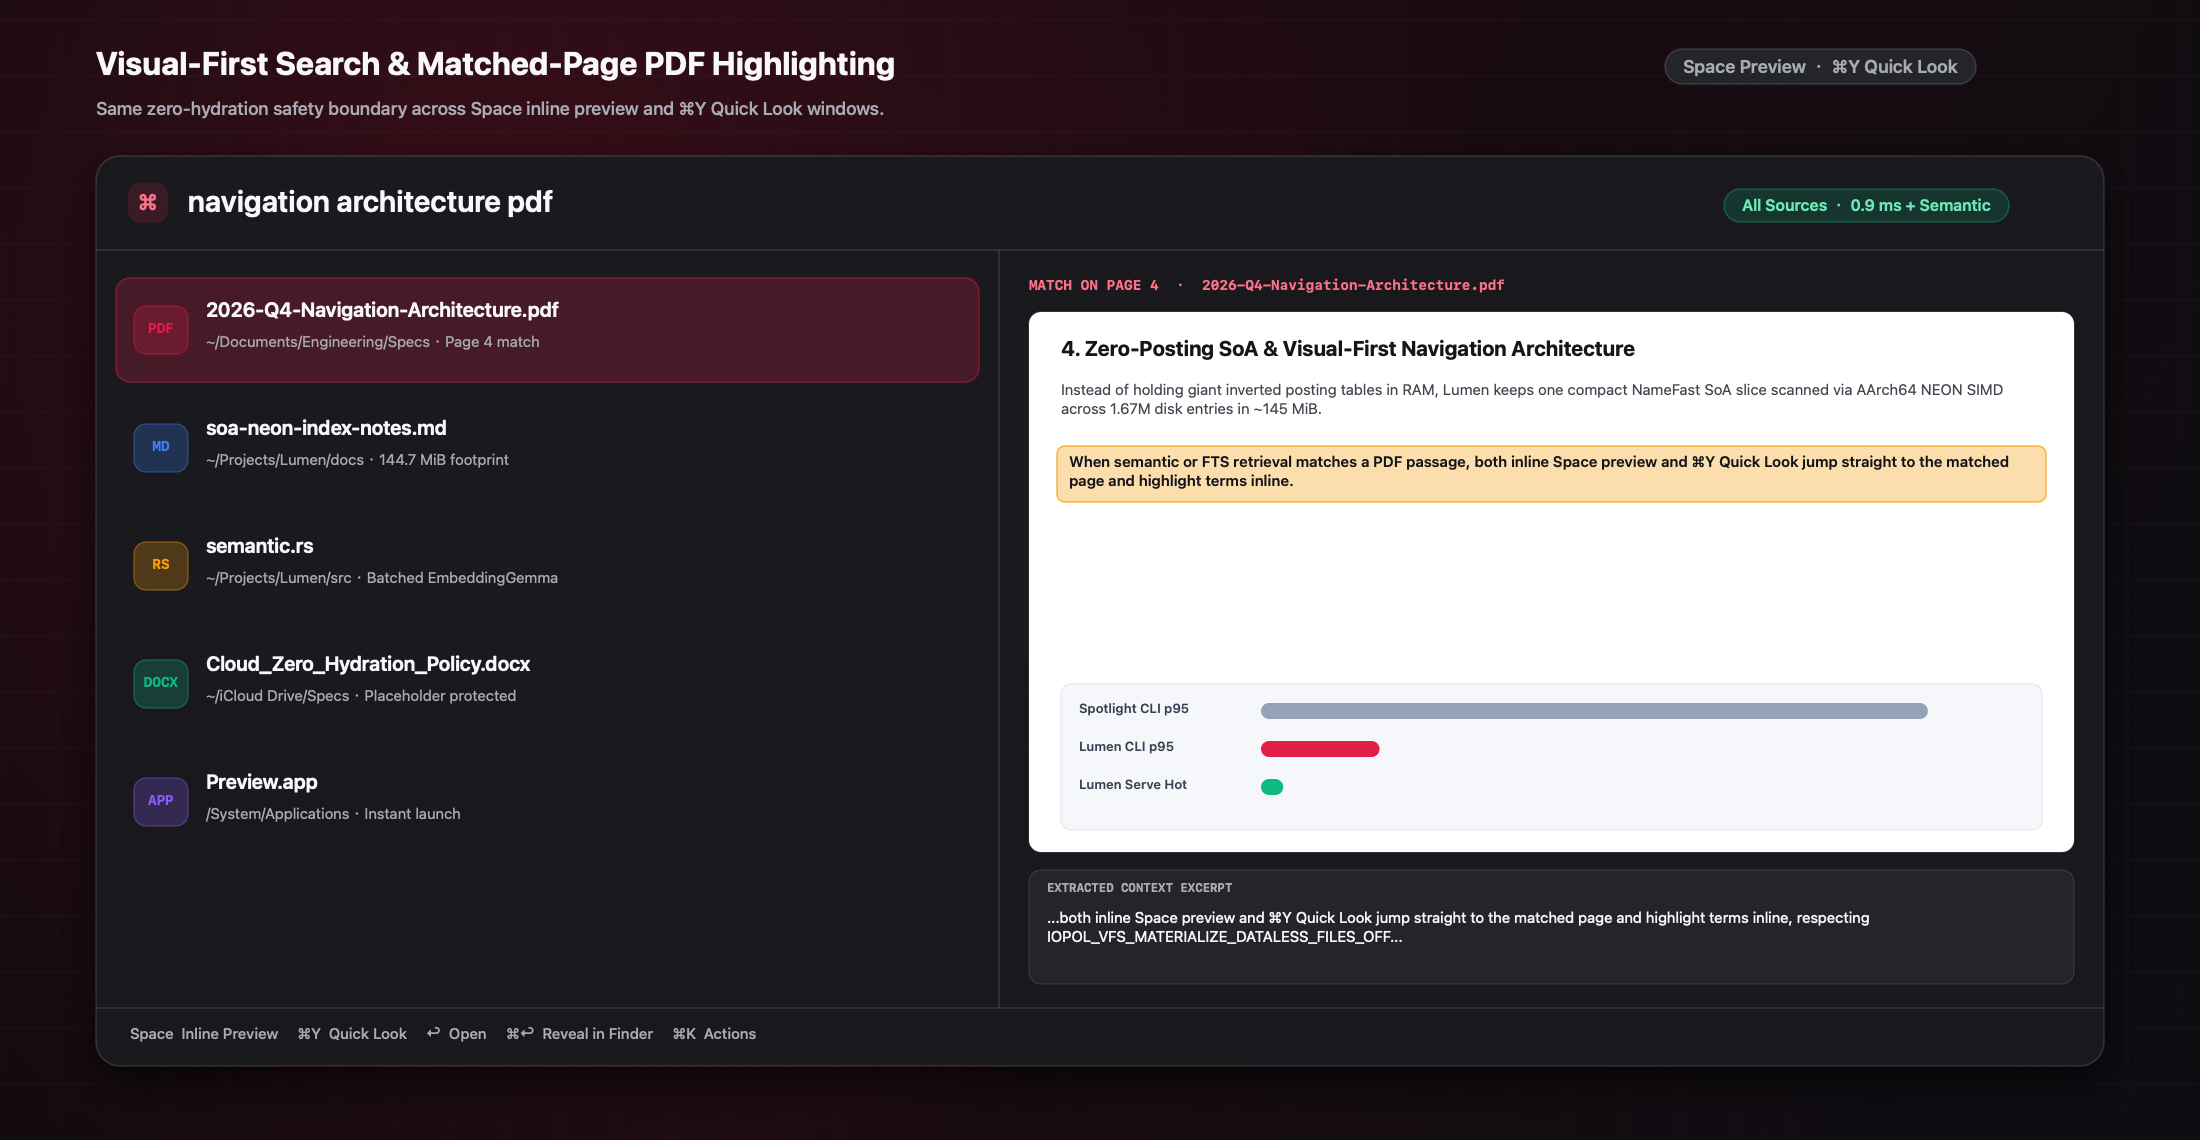 Visual-First Search & Matched-Page PDF Highlighting
Same zero-hydration safety boundary across Space inline preview and ⌘Y Quick Look windows.
Space Preview · ⌘Y Quick Look
⌘ navigation architecture pdf
All Sources · 0.9 ms + Semantic
PDF
2026-Q4-Navigation-Architecture.pdf
~/Documents/Engineering/Specs · Page 4 match
MD
soa-neon-index-notes.md
~/Projects/Lumen/docs · 144.7 MiB footprint
RS
semantic.rs
~/Projects/Lumen/src · Batched EmbeddingGemma
DOCX
Cloud_Zero_Hydration_Policy.docx
~/iCloud Drive/Specs · Placeholder protected
APP
Preview.app
/System/Applications · Instant launch
MATCH ON PAGE 4 · 2026-Q4-Navigation-Architecture.pdf
4. Zero-Posting SoA & Visual-First Navigation Architecture
Instead of holding giant inverted posting tables in RAM, Lumen keeps one compact NameFast SoA slice scanned via AArch64 NEON SIMD
across 1.67M disk entries in ~145 MiB.
When semantic or FTS retrieval matches a PDF passage, both inline Space preview and ⌘Y Quick Look jump straight to the matched
page and highlight terms inline.
Spotlight CLI p95
Lumen CLI p95
Lumen Serve Hot
EXTRACTED CONTEXT EXCERPT
...both inline Space preview and ⌘Y Quick Look jump straight to the matched page and highlight terms inline, respecting
IOPOL_VFS_MATERIALIZE_DATALESS_FILES_OFF...
Space Inline Preview ⌘Y Quick Look ↩ Open ⌘↩ Reveal in Finder ⌘K Actions